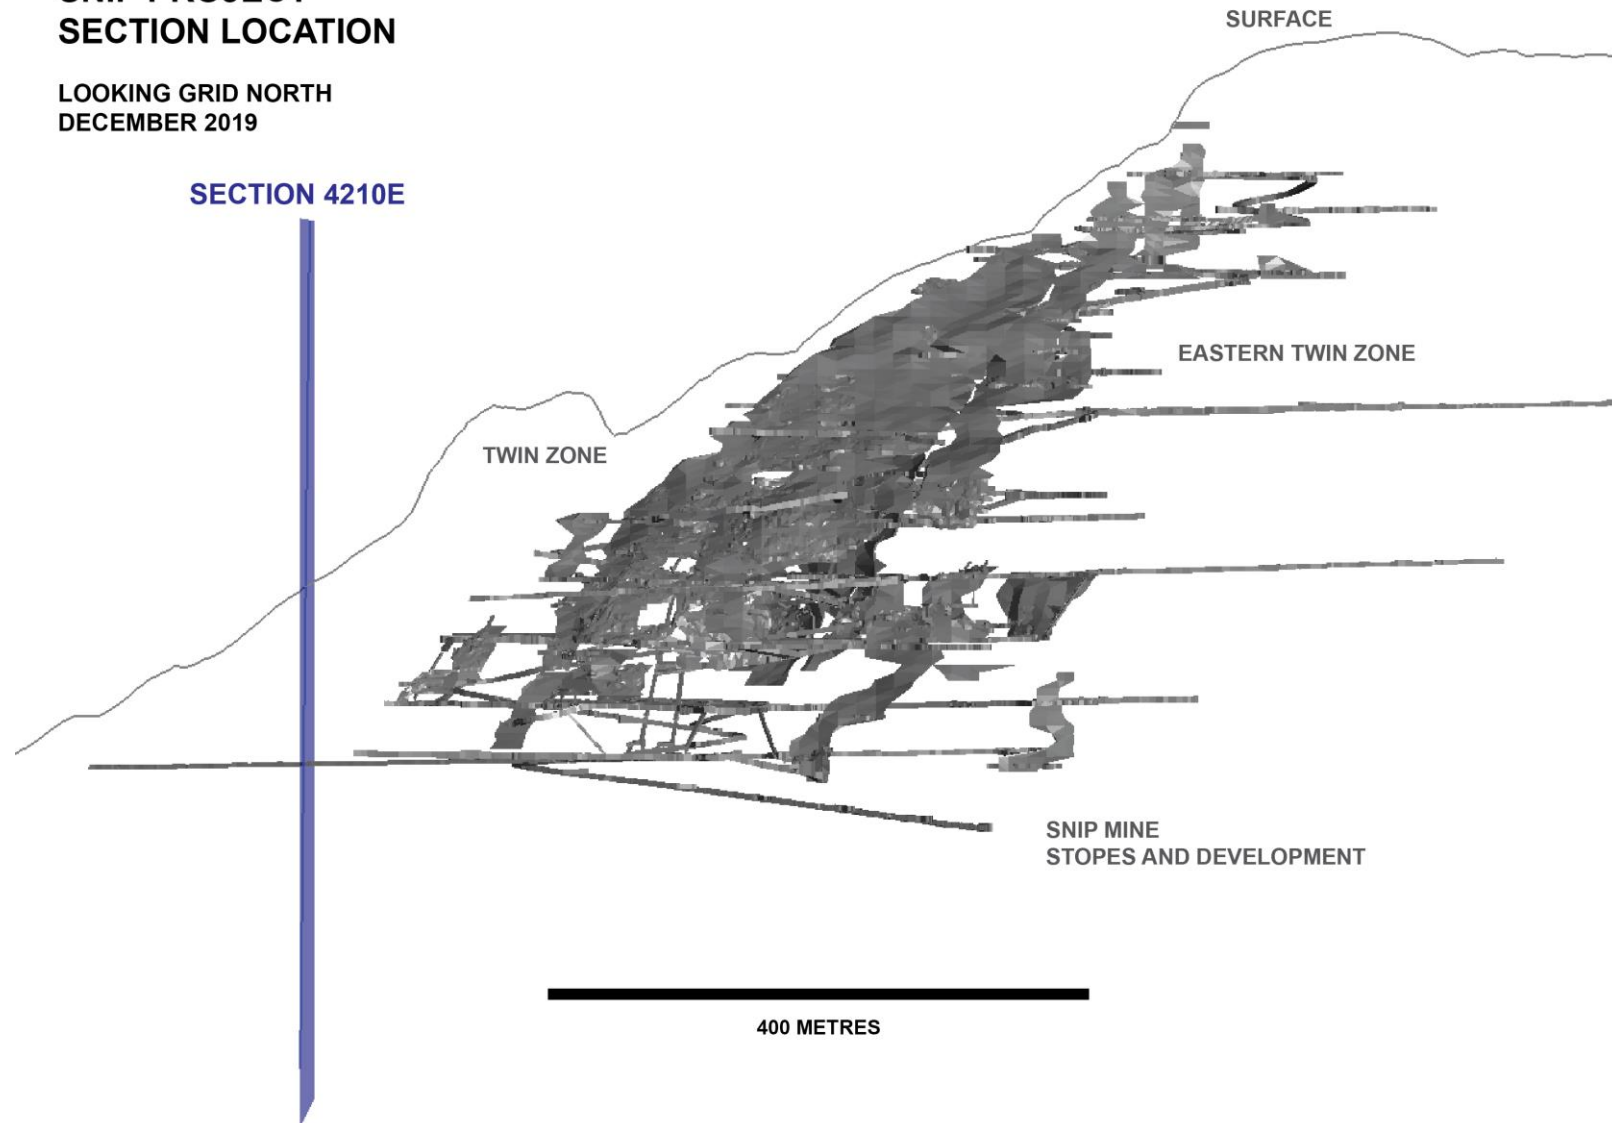 SECTION LOCATION
LOOKING GRID NORTH
DECEMBER 2019
SURFACE
SECTION 4210E
EASTERN TWIN ZONE
TWIN ZONE
SNIP MINE
STOPES AND DEVELOPMENT
400 METRES